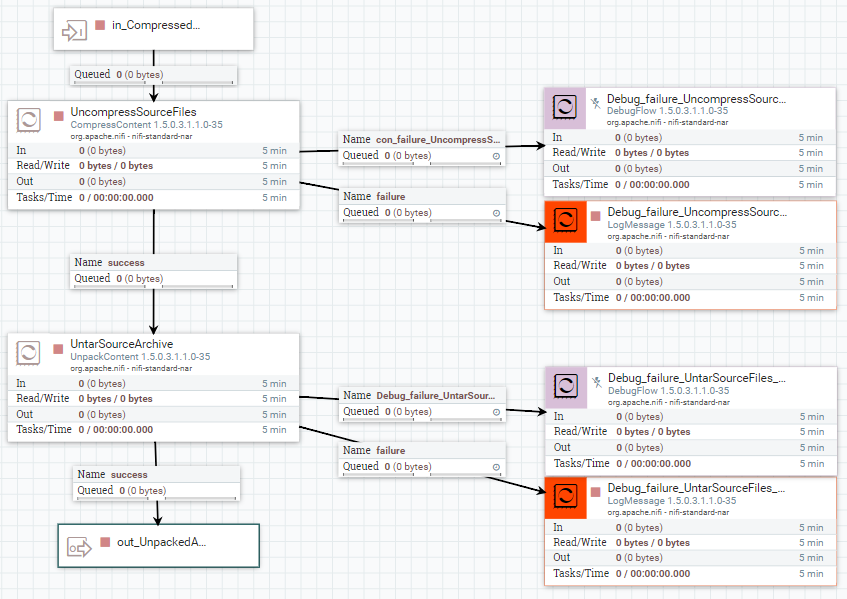 in_Compressed...
Queued 0 (0 bytes)
UncompressSourceFiles
CompressContent 1.5.0.3.1.1.0-35
org.apache.nifi - nifi-standard-nar
In 0 (0 bytes) 5 min
Read/Write 0 bytes / 0 bytes 5 min
Out 0 (0 bytes) 5 min
Tasks/Time 0 / 00:00:00.000 5 min
Name con_failure_UncompressS...
Queued 0 (0 bytes)
Name failure
Queued 0 (0 bytes)
Debug_failure_UncompressSourc...
DebugFlow 1.5.0.3.1.1.0-35
org.apache.nifi - nifi-standard-nar
In 0 (0 bytes) 5 min
Read/Write 0 bytes / 0 bytes 5 min
Out 0 (0 bytes) 5 min
Tasks/Time 0 / 00:00:00.000 5 min
Debug_failure_UncompressSourc...
LogMessage 1.5.0.3.1.1.0-35
org.apache.nifi - nifi-standard-nar
In 0 (0 bytes) 5 min
Read/Write 0 bytes / 0 bytes 5 min
Out 0 (0 bytes) 5 min
Tasks/Time 0 / 00:00:00.000 5 min
Name success
Queued 0 (0 bytes)
UntarSourceArchive
UnpackContent 1.5.0.3.1.1.0-35
org.apache.nifi - nifi-standard-nar
In 0 (0 bytes) 5 min
Read/Write 0 bytes / 0 bytes 5 min
Out 0 (0 bytes) 5 min
Tasks/Time 0 / 00:00:00.000 5 min
Name Debug_failure_UntarSour...
Queued 0 (0 bytes)
Name failure
Queued 0 (0 bytes)
Debug_failure_UntarSourceFiles_...
DebugFlow 1.5.0.3.1.1.0-35
org.apache.nifi - nifi-standard-nar
In 0 (0 bytes) 5 min
Read/Write 0 bytes / 0 bytes 5 min
Out 0 (0 bytes) 5 min
Tasks/Time 0 / 00:00:00.000 5 min
Debug_failure_UntarSourceFiles_...
LogMessage 1.5.0.3.1.1.0-35
org.apache.nifi - nifi-standard-nar
In 0 (0 bytes) 5 min
Read/Write 0 bytes / 0 bytes 5 min
Out 0 (0 bytes) 5 min
Tasks/Time 0 / 00:00:00.000 5 min
Name success
Queued 0 (0 bytes)
out_UnpackedA...